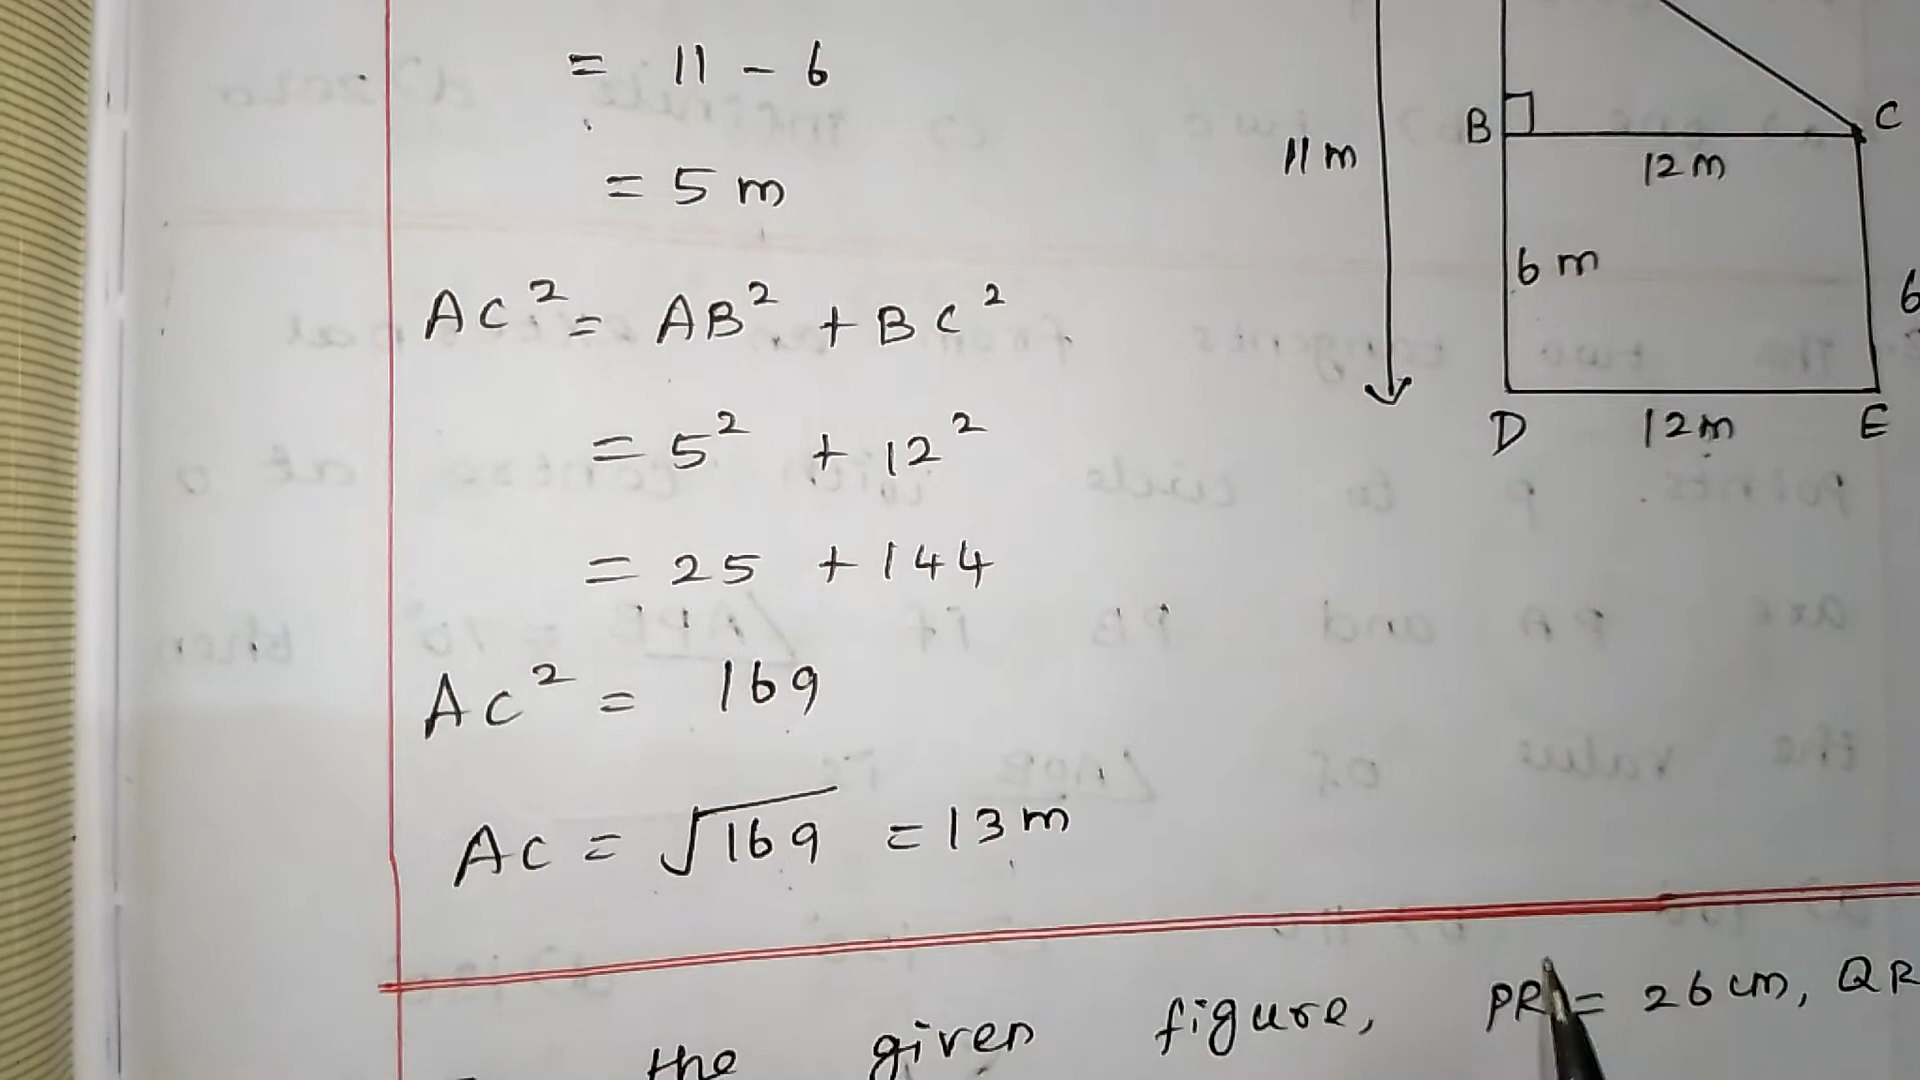 = 11 - 6
= 5 m
AC² = AB² + BC²
= 5² + 12²
= 25 + 144
AC² = 169
AC = √169 = 13 m
11 m
B
C
12 m
6 m
6
D
12 m
E
the given figure, PR = 26 cm, QR